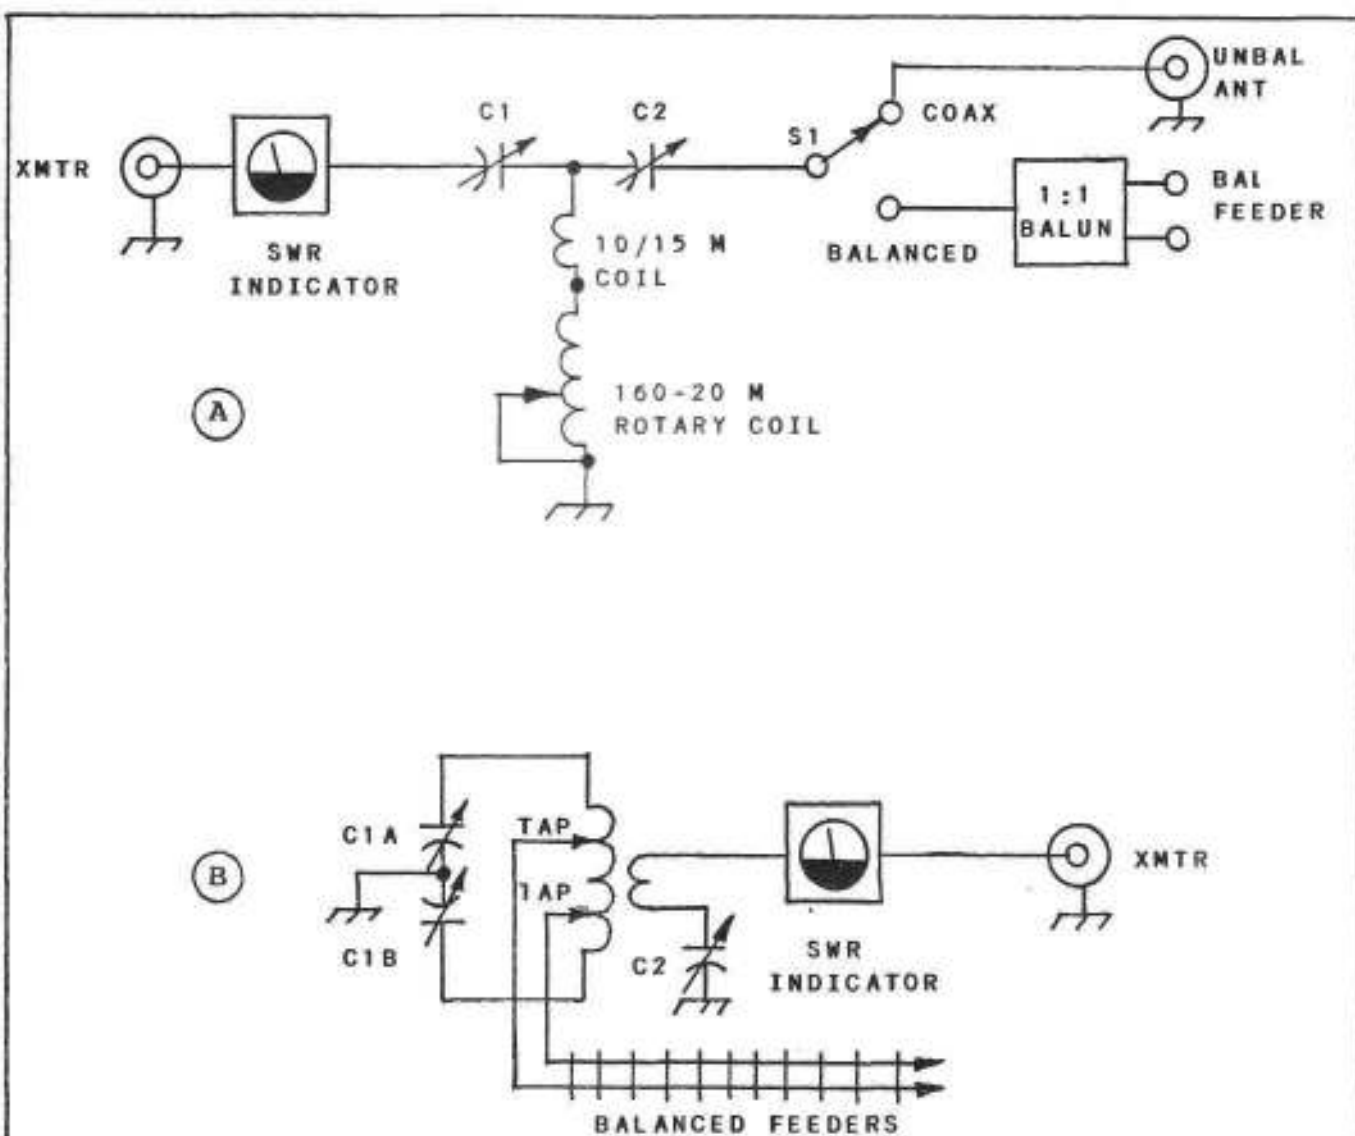 UNBAL
ANT
C1
C2
S1
COAX
XMTR
1:1
BALUN
BAL
FEEDER
10/15 M
COIL
BALANCED
SWR
INDICATOR
A
160-20 M
ROTARY COIL
C1A
TAP
B
TAP
XMTR
C1B
C2
SWR
INDICATOR
BALANCED FEEDERS